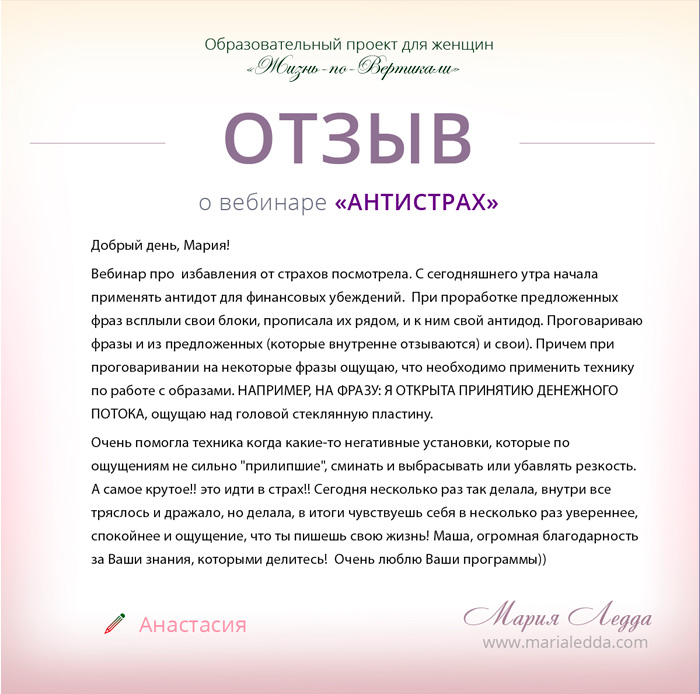 Образовательный проект для женщин
«Жизнь-по-Вертикали»
ОТЗЫВ
о вебинаре «АНТИСТРАХ»
Добрый день, Мария!
Вебинар про  избавления от страхов посмотрела. С сегодняшнего утра начала
применять антидот для финансовых убеждений.  При проработке предложенных
фраз всплыли свои блоки, прописала их рядом, и к ним свой антидод. Проговариваю
фразы и из предложенных (которые внутренне отзываются) и свои). Причем при
проговаривании на некоторые фразы ощущаю, что необходимо применить технику
по работе с образами. НАПРИМЕР, НА ФРАЗУ: Я ОТКРЫТА ПРИНЯТИЮ ДЕНЕЖНОГО
ПОТОКА, ощущаю над головой стеклянную пластину.
Очень помогла техника когда какие-то негативные установки, которые по
ощущениям не сильно "прилипшие", сминать и выбрасывать или убавлять резкость.
А самое крутое!! это идти в страх!! Сегодня несколько раз так делала, внутри все
тряслось и дражало, но делала, в итоги чувствуешь себя в несколько раз увереннее,
спокойнее и ощущение, что ты пишешь свою жизнь! Маша, огромная благодарность
за Ваши знания, которыми делитесь!  Очень люблю Ваши программы))
Анастасия
Мария Ледда
www.marialedda.com